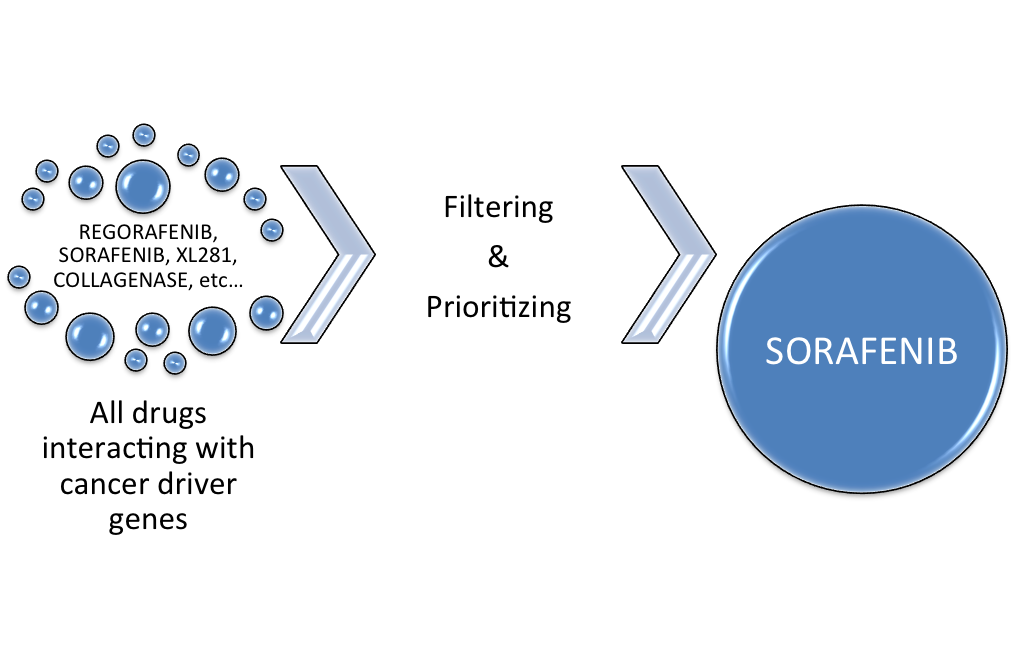 REGORAFENIB,
SORAFENIB, XL281,
COLLAGENASE, etc...
All drugs
interacting with
cancer driver
genes
Filtering
&
Prioritizing
SORAFENIB